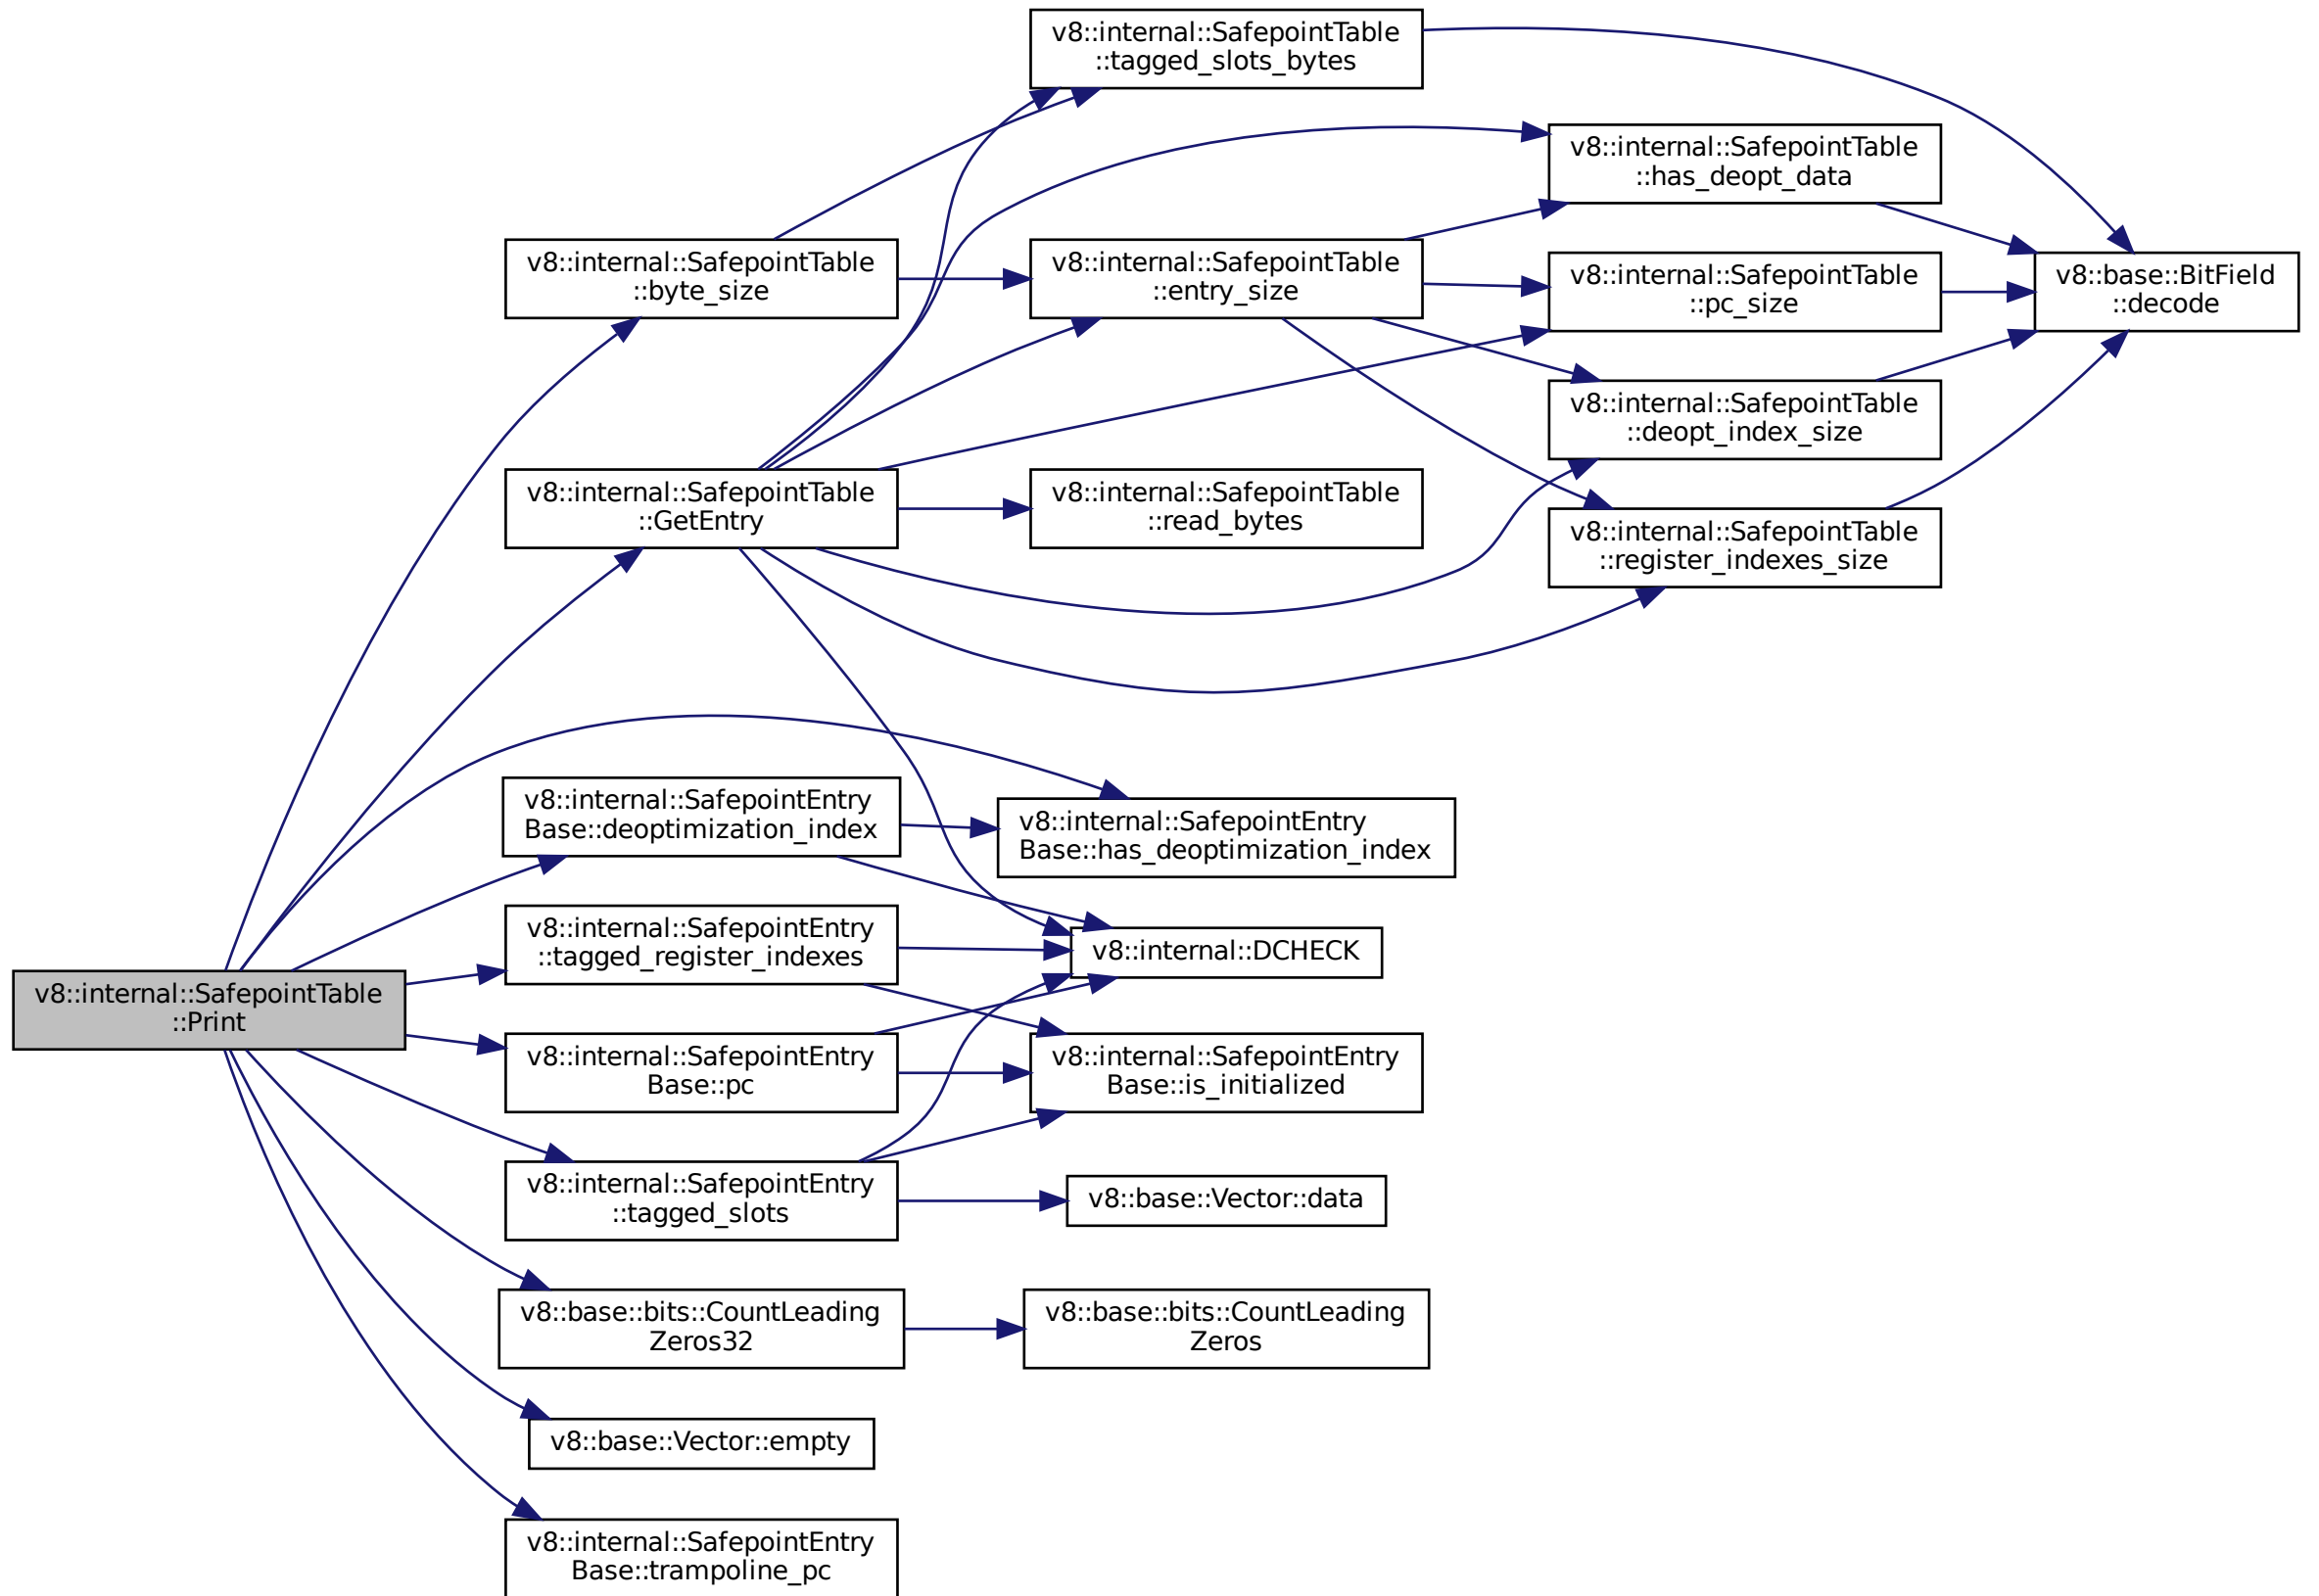 v8::internal::SafepointTable
::tagged_slots_bytes
v8::internal::SafepointTable
::has_deopt_data
v8::internal::SafepointTable
::byte_size
v8::internal::SafepointTable
::entry_size
v8::internal::SafepointTable
::pc_size
v8::base::BitField
::decode
v8::internal::SafepointTable
::deopt_index_size
v8::internal::SafepointTable
::GetEntry
v8::internal::SafepointTable
::read_bytes
v8::internal::SafepointTable
::register_indexes_size
v8::internal::SafepointEntry
Base::deoptimization_index
v8::internal::SafepointEntry
Base::has_deoptimization_index
v8::internal::SafepointEntry
::tagged_register_indexes
v8::internal::DCHECK
v8::internal::SafepointTable
::Print
v8::internal::SafepointEntry
Base::pc
v8::internal::SafepointEntry
Base::is_initialized
v8::internal::SafepointEntry
::tagged_slots
v8::base::Vector::data
v8::base::bits::CountLeading
Zeros32
v8::base::bits::CountLeading
Zeros
v8::base::Vector::empty
v8::internal::SafepointEntry
Base::trampoline_pc